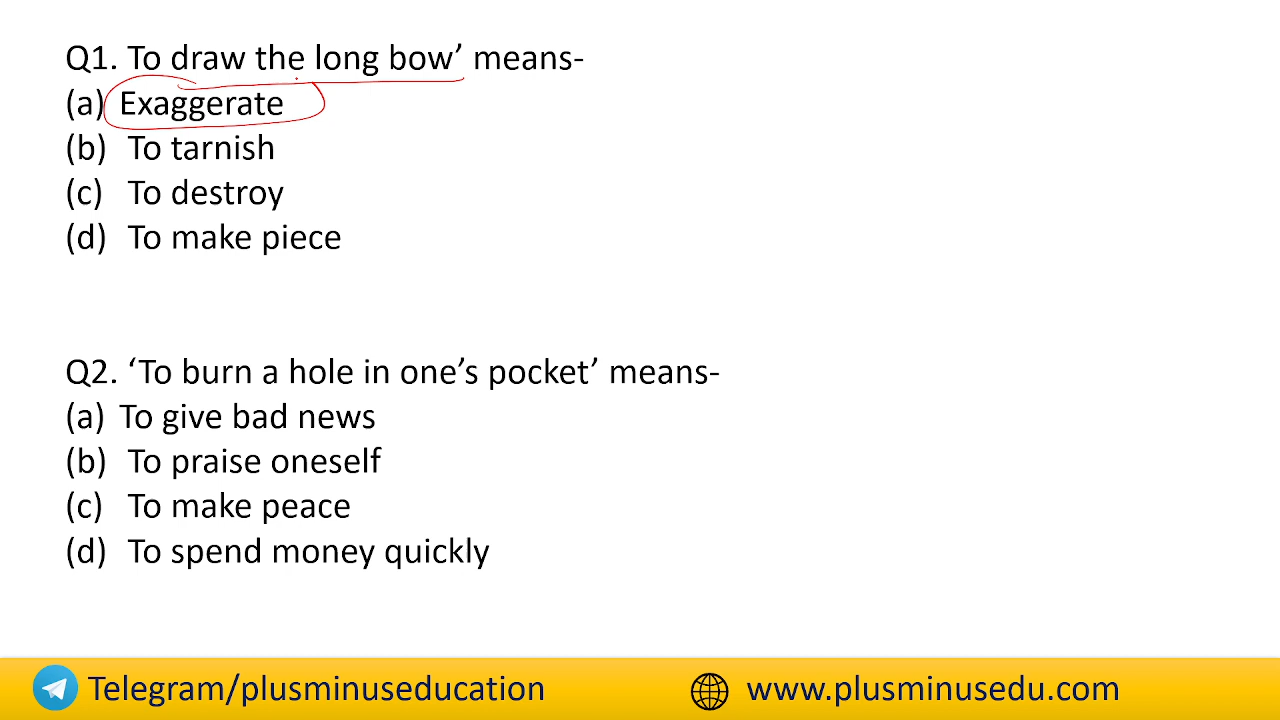 Q1. To draw the long bow’ means-
(a) Exaggerate
(b) To tarnish
(c) To destroy
(d) To make piece
Q2. ‘To burn a hole in one’s pocket’ means-
(a) To give bad news
(b) To praise oneself
(c) To make peace
(d) To spend money quickly
Telegram/plusminuseducation
www.plusminusedu.com